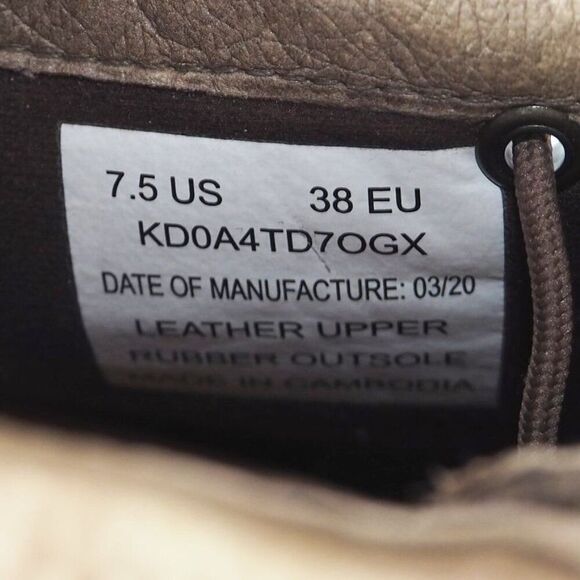 7.5 US 38 EU
KD0A4TD7OGX
DATE OF MANUFACTURE: 03/20
LEATHER UPPER
RUBBER OUTSOLE
MADE IN CAMBODIA